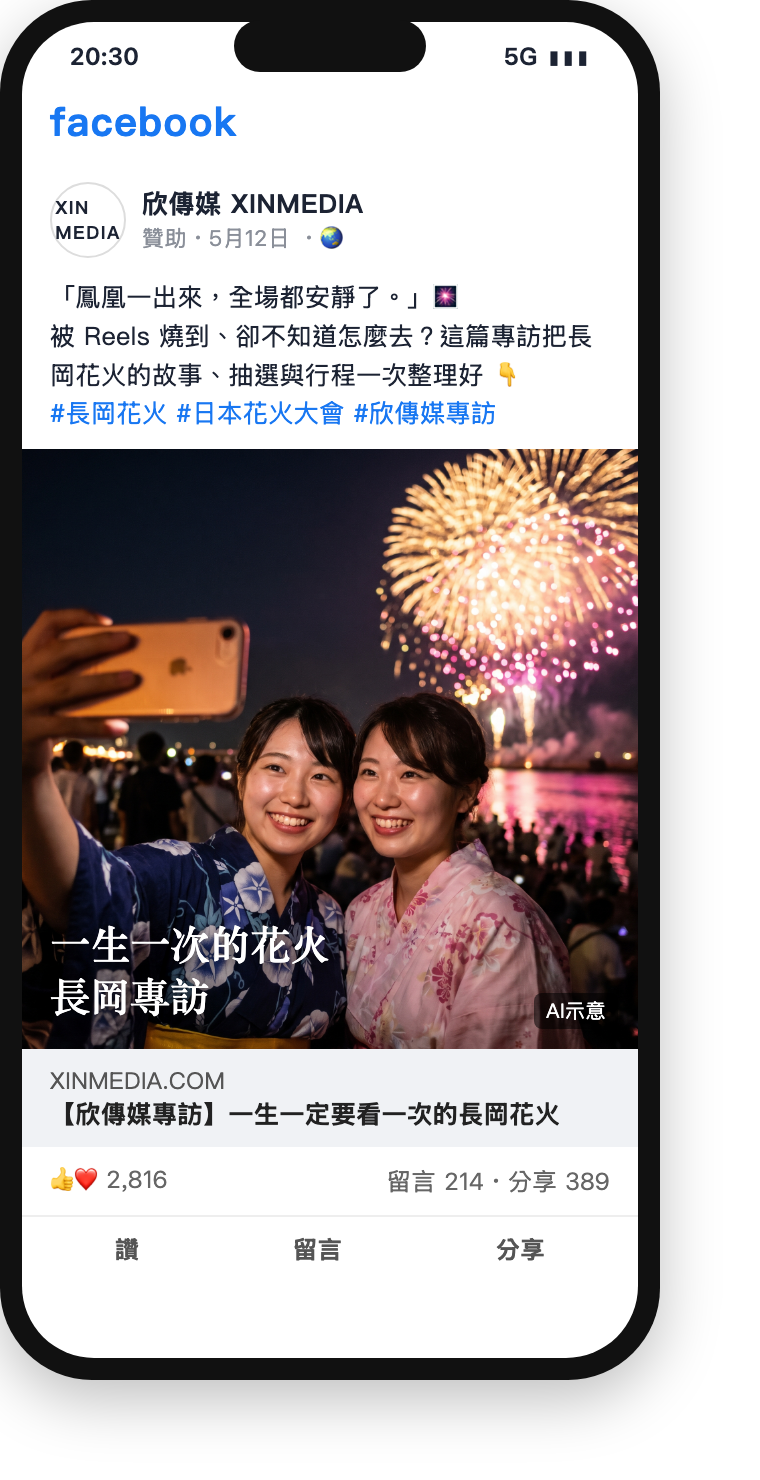 20:30
5G
facebook
XIN
MEDIA
欣傳媒 XINMEDIA
贊助・5月12日 ・🌏
「鳳凰一出來，全場都安靜了。」🎆
被 Reels 燒到、卻不知道怎麼去？這篇專訪把長
岡花火的故事、抽選與行程一次整理好 👇
#長岡花火 #日本花火大會 #欣傳媒專訪
一生一次的花火
長岡專訪
AI示意
XINMEDIA.COM
【欣傳媒專訪】一生一定要看一次的長岡花火
👍❤️ 2,816
留言 214・分享 389
讚
留言
分享